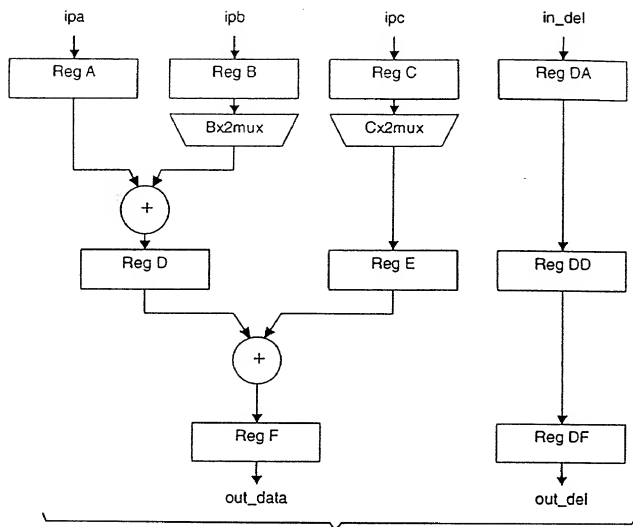 ipa ipb ipc in_del
Reg A Reg B Reg C Reg DA
Bx2mux Cx2mux
+
Reg D Reg E Reg DD
+
Reg F Reg DF
out_data out_del